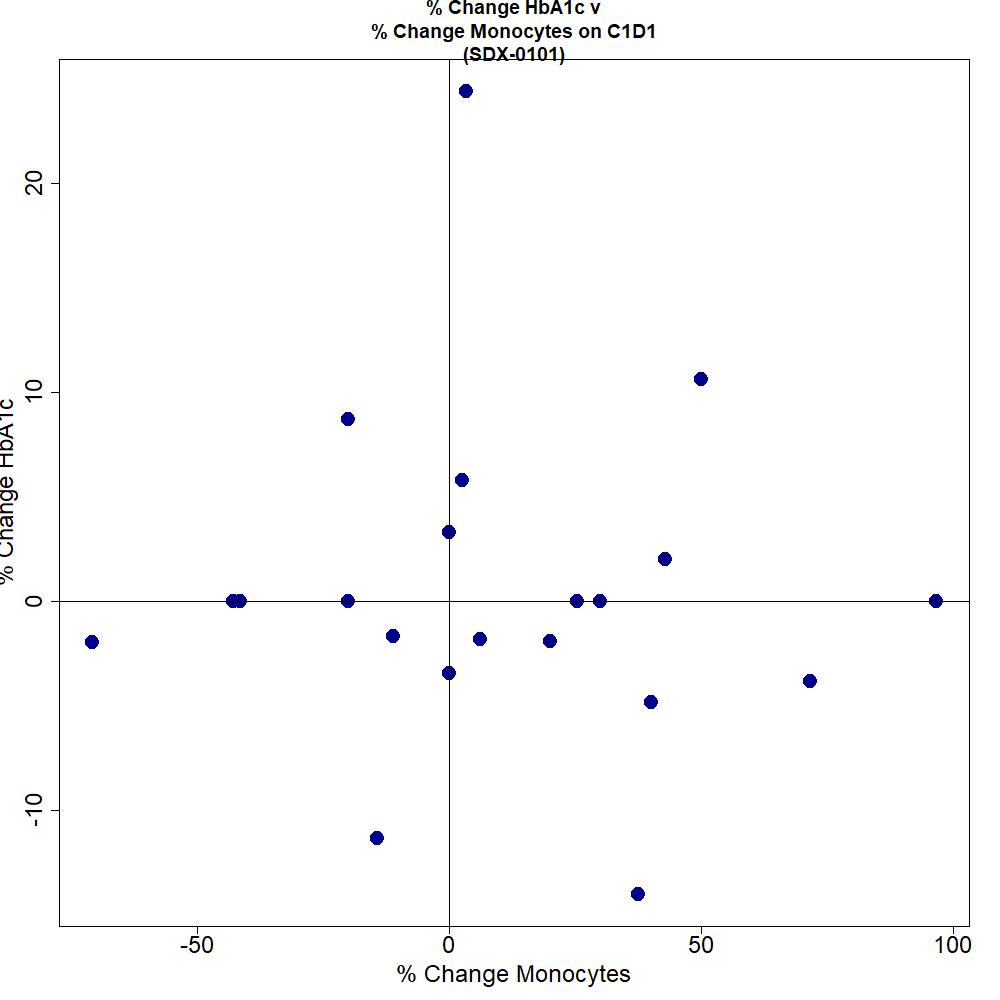 % Change HbA1c v
% Change Monocytes on C1D1
(SDX-0101)
% Change HbA1c
20
10
0
-10
-50
0
50
100
% Change Monocytes